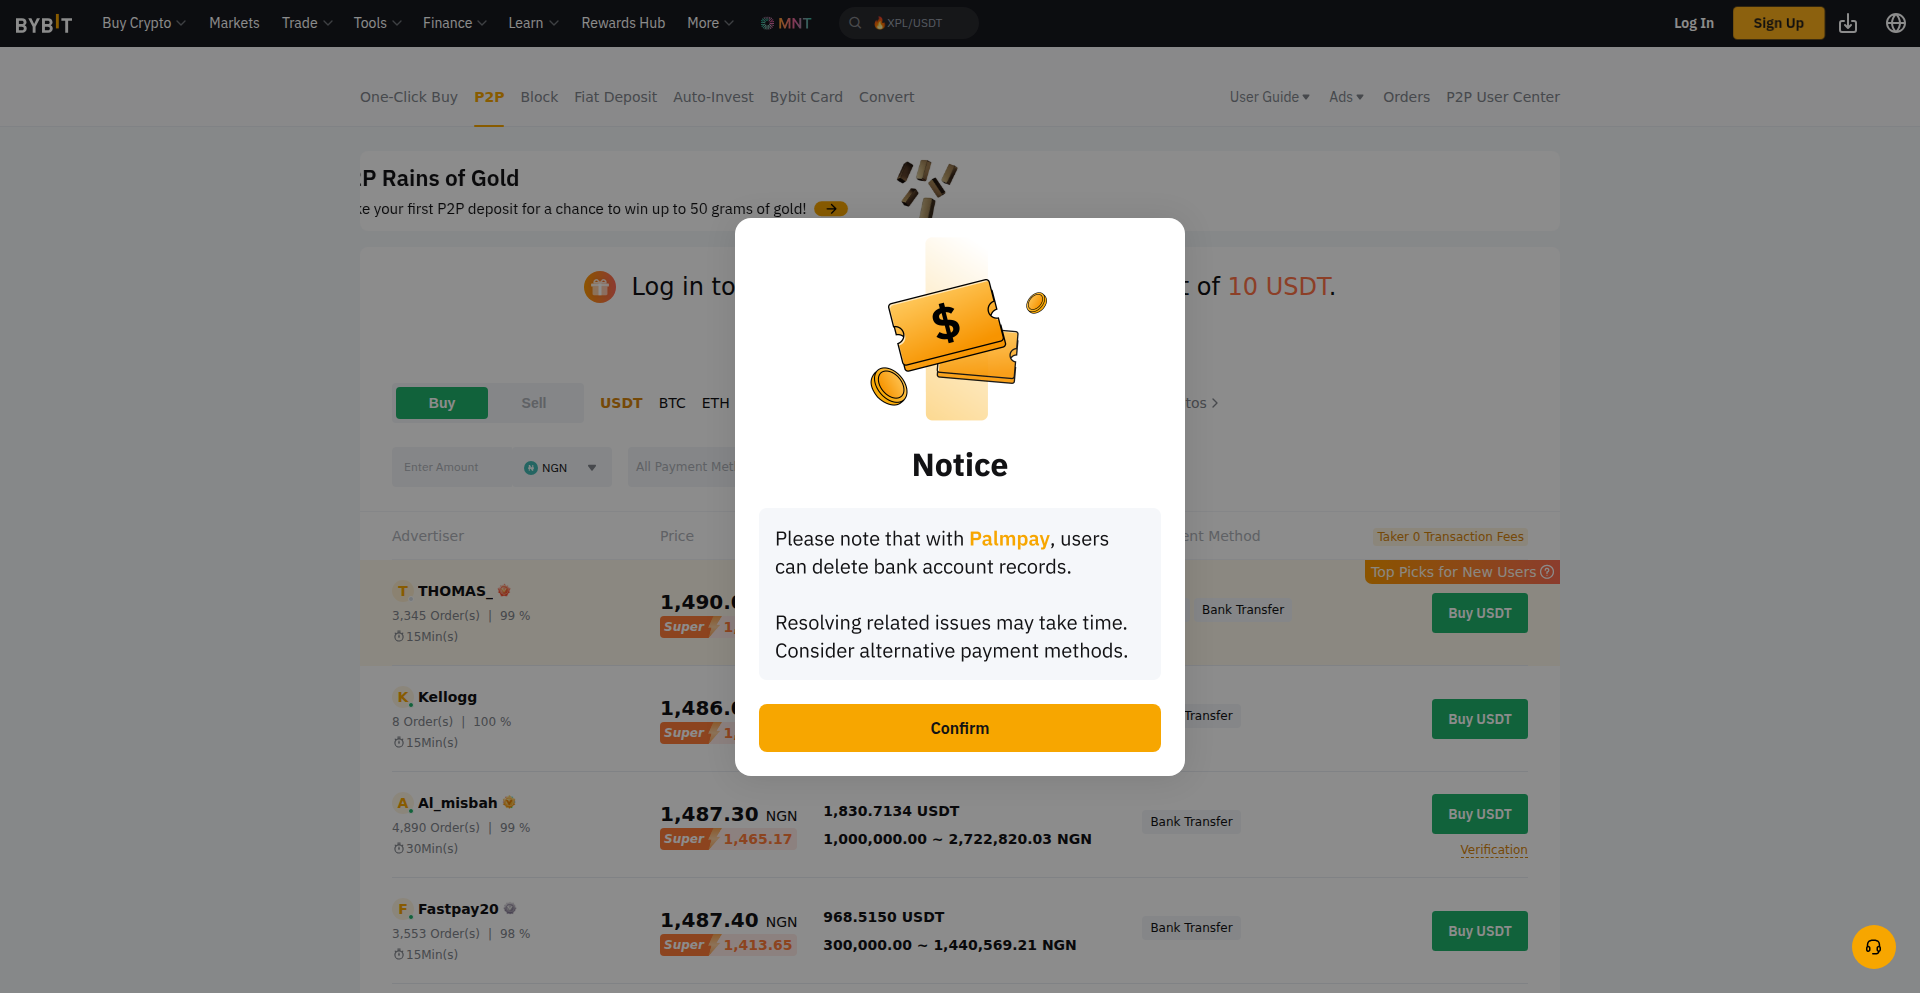 BYBIT Buy Crypto Markets Trade Tools Finance Learn Rewards Hub More MNT XPL/USDT Log In Sign Up
One-Click Buy P2P Block Fiat Deposit Auto-Invest Bybit Card Convert User Guide Ads Orders P2P User Center
P Rains of Gold
ke your first P2P deposit for a chance to win up to 50 grams of gold!
Log in to
of 10 USDT.
Buy Sell USDT BTC ETH
tos
Enter Amount NGN All Payment Met
Notice
Please note that with Palmpay, users
can delete bank account records.
Resolving related issues may take time.
Consider alternative payment methods.
Confirm
Advertiser Price ent Method Taker 0 Transaction Fees
Top Picks for New Users
T THOMAS_
3,345 Order(s) | 99 %
15Min(s)
1,490.
Super 1,
Bank Transfer
Buy USDT
K Kellogg
8 Order(s) | 100 %
15Min(s)
1,486.
Super 1,
Transfer
Buy USDT
A Al_misbah
4,890 Order(s) | 99 %
30Min(s)
1,487.30 NGN
Super 1,465.17
1,830.7134 USDT
1,000,000.00 ~ 2,722,820.03 NGN
Bank Transfer
Buy USDT
Verification
F Fastpay20
3,553 Order(s) | 98 %
15Min(s)
1,487.40 NGN
Super 1,413.65
968.5150 USDT
300,000.00 ~ 1,440,569.21 NGN
Bank Transfer
Buy USDT